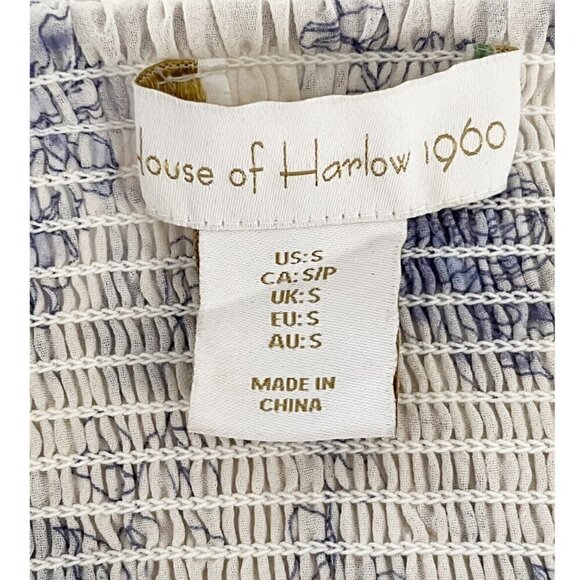 House of Harlow 1960
US: S
CA: S/P
UK: S
EU: S
AU: S
MADE IN
CHINA